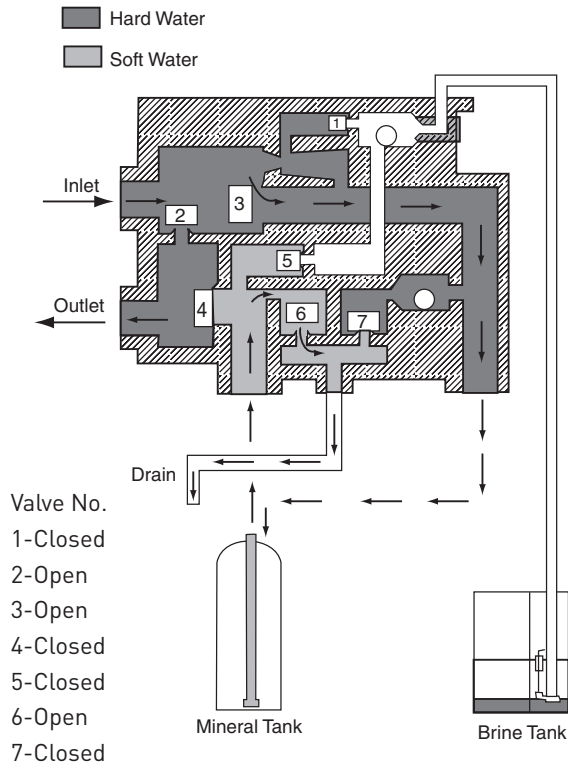 Hard Water
Soft Water
1
Inlet
2
3
5
Outlet
4
6
7
Drain
Valve No.
1-Closed
2-Open
3-Open
4-Closed
5-Closed
6-Open
7-Closed
Mineral Tank
Brine Tank